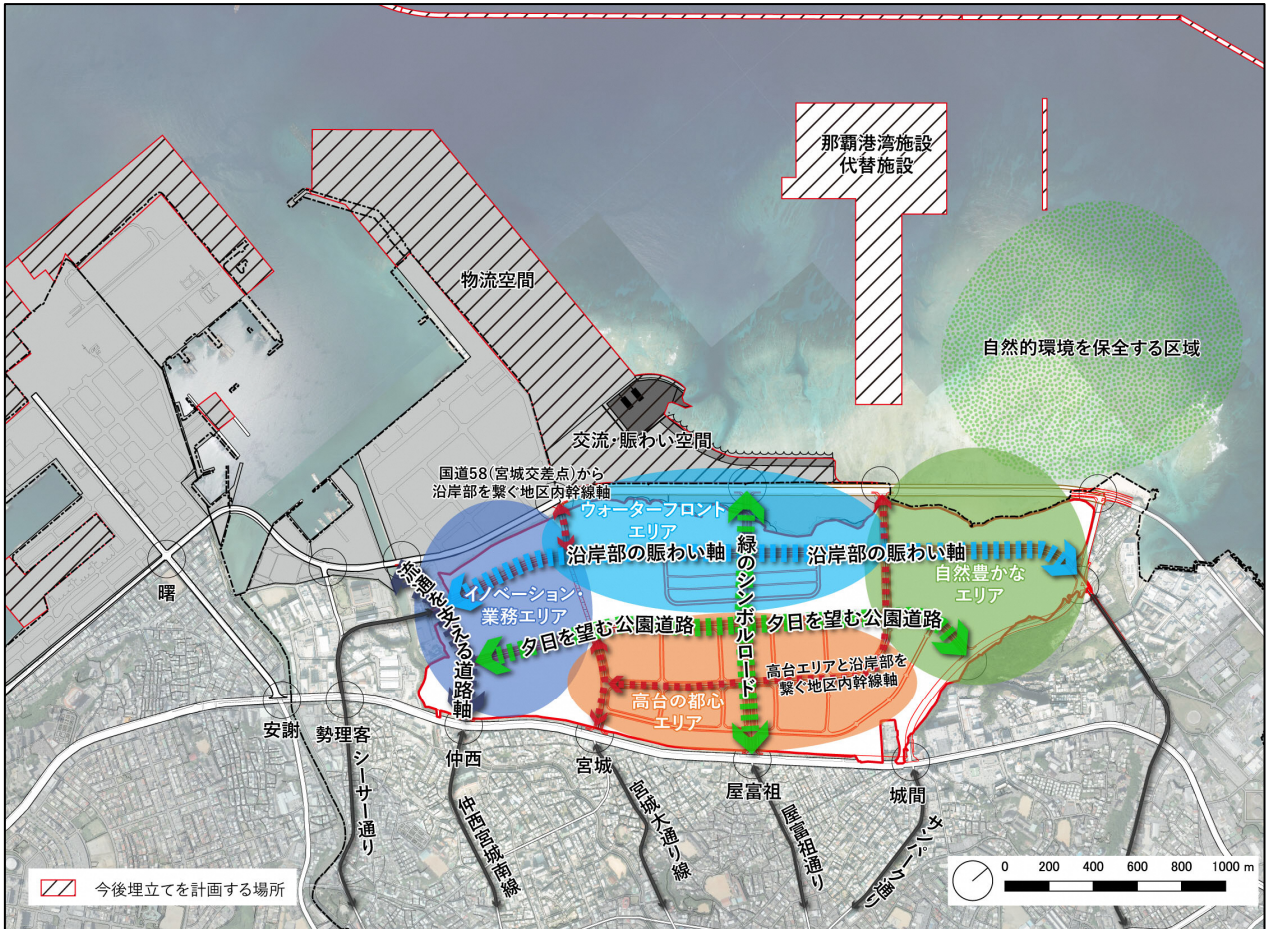 那覇港湾施設
代替施設
物流空間
自然的環境を保全する区域
交流・賑わい空間
国道58(宮城交差点)から
沿岸部を繋ぐ地区内幹線軸
ウォーターフロント
エリア
沿岸部の賑わい軸
沿岸部の賑わい軸
緑のシンボルロード
自然豊かな
エリア
曙
流通を支える道路軸
イノベーション・
業務エリア
夕日を望む公園道路
夕日を望む公園道路
高台エリアと沿岸部を
繋ぐ地区内幹線軸
高台の都心
エリア
安謝
勢理客
シーサー通り
仲西
宮城
屋富祖
城間
仲西宮城南線
宮城大通り線
屋富祖通り
サンパーク通り
今後埋立てを計画する場所
0 200 400 600 800 1000 m